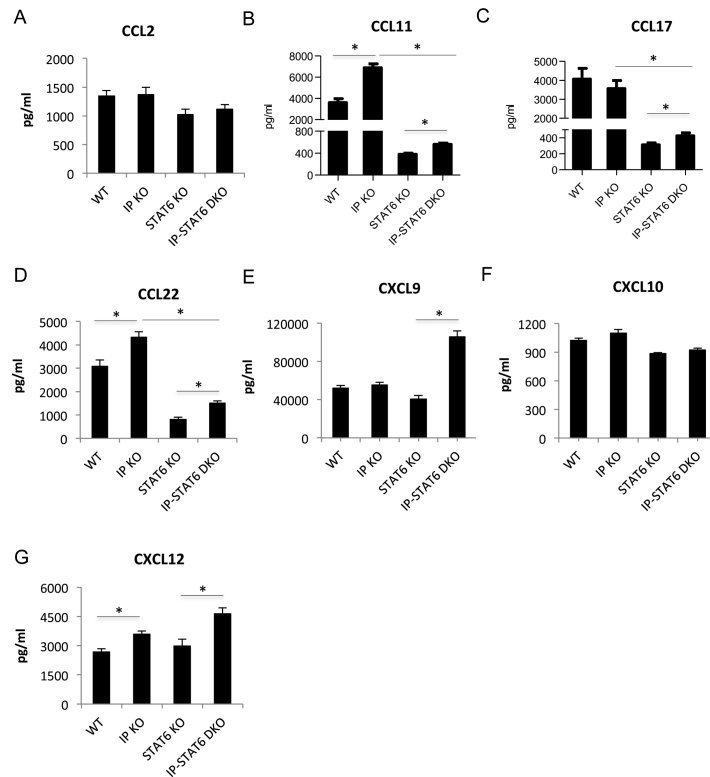 A
CCL2
pg/ml
2000
1500
1000
500
0
WT
IP KO
STAT6 KO
IP-STAT6 DKO
B
CCL11
pg/ml
8000
6000
4000
2000
800
400
0
*
*
*
WT
IP KO
STAT6 KO
IP-STAT6 DKO
C
CCL17
pg/ml
5000
4000
3000
2000
400
200
0
*
*
WT
IP KO
STAT6 KO
IP-STAT6 DKO
D
CCL22
pg/ml
5000
4000
3000
2000
1000
0
*
*
*
WT
IP KO
STAT6 KO
IP-STAT6 DKO
E
CXCL9
pg/ml
120000
80000
40000
0
*
WT
IP KO
STAT6 KO
IP-STAT6 DKO
F
CXCL10
pg/ml
1200
900
600
300
0
WT
IP KO
STAT6 KO
IP-STAT6 DKO
G
CXCL12
pg/ml
6000
4500
3000
1500
0
*
*
WT
IP KO
STAT6 KO
IP-STAT6 DKO